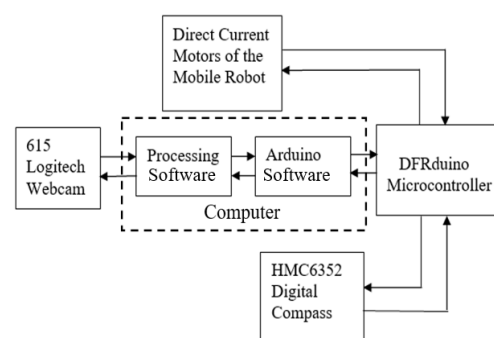 Direct Current
Motors of the
Mobile Robot
615
Logitech
Webcam
Processing
Software
Arduino
Software
Computer
DFRduino
Microcontroller
HMC6352
Digital
Compass